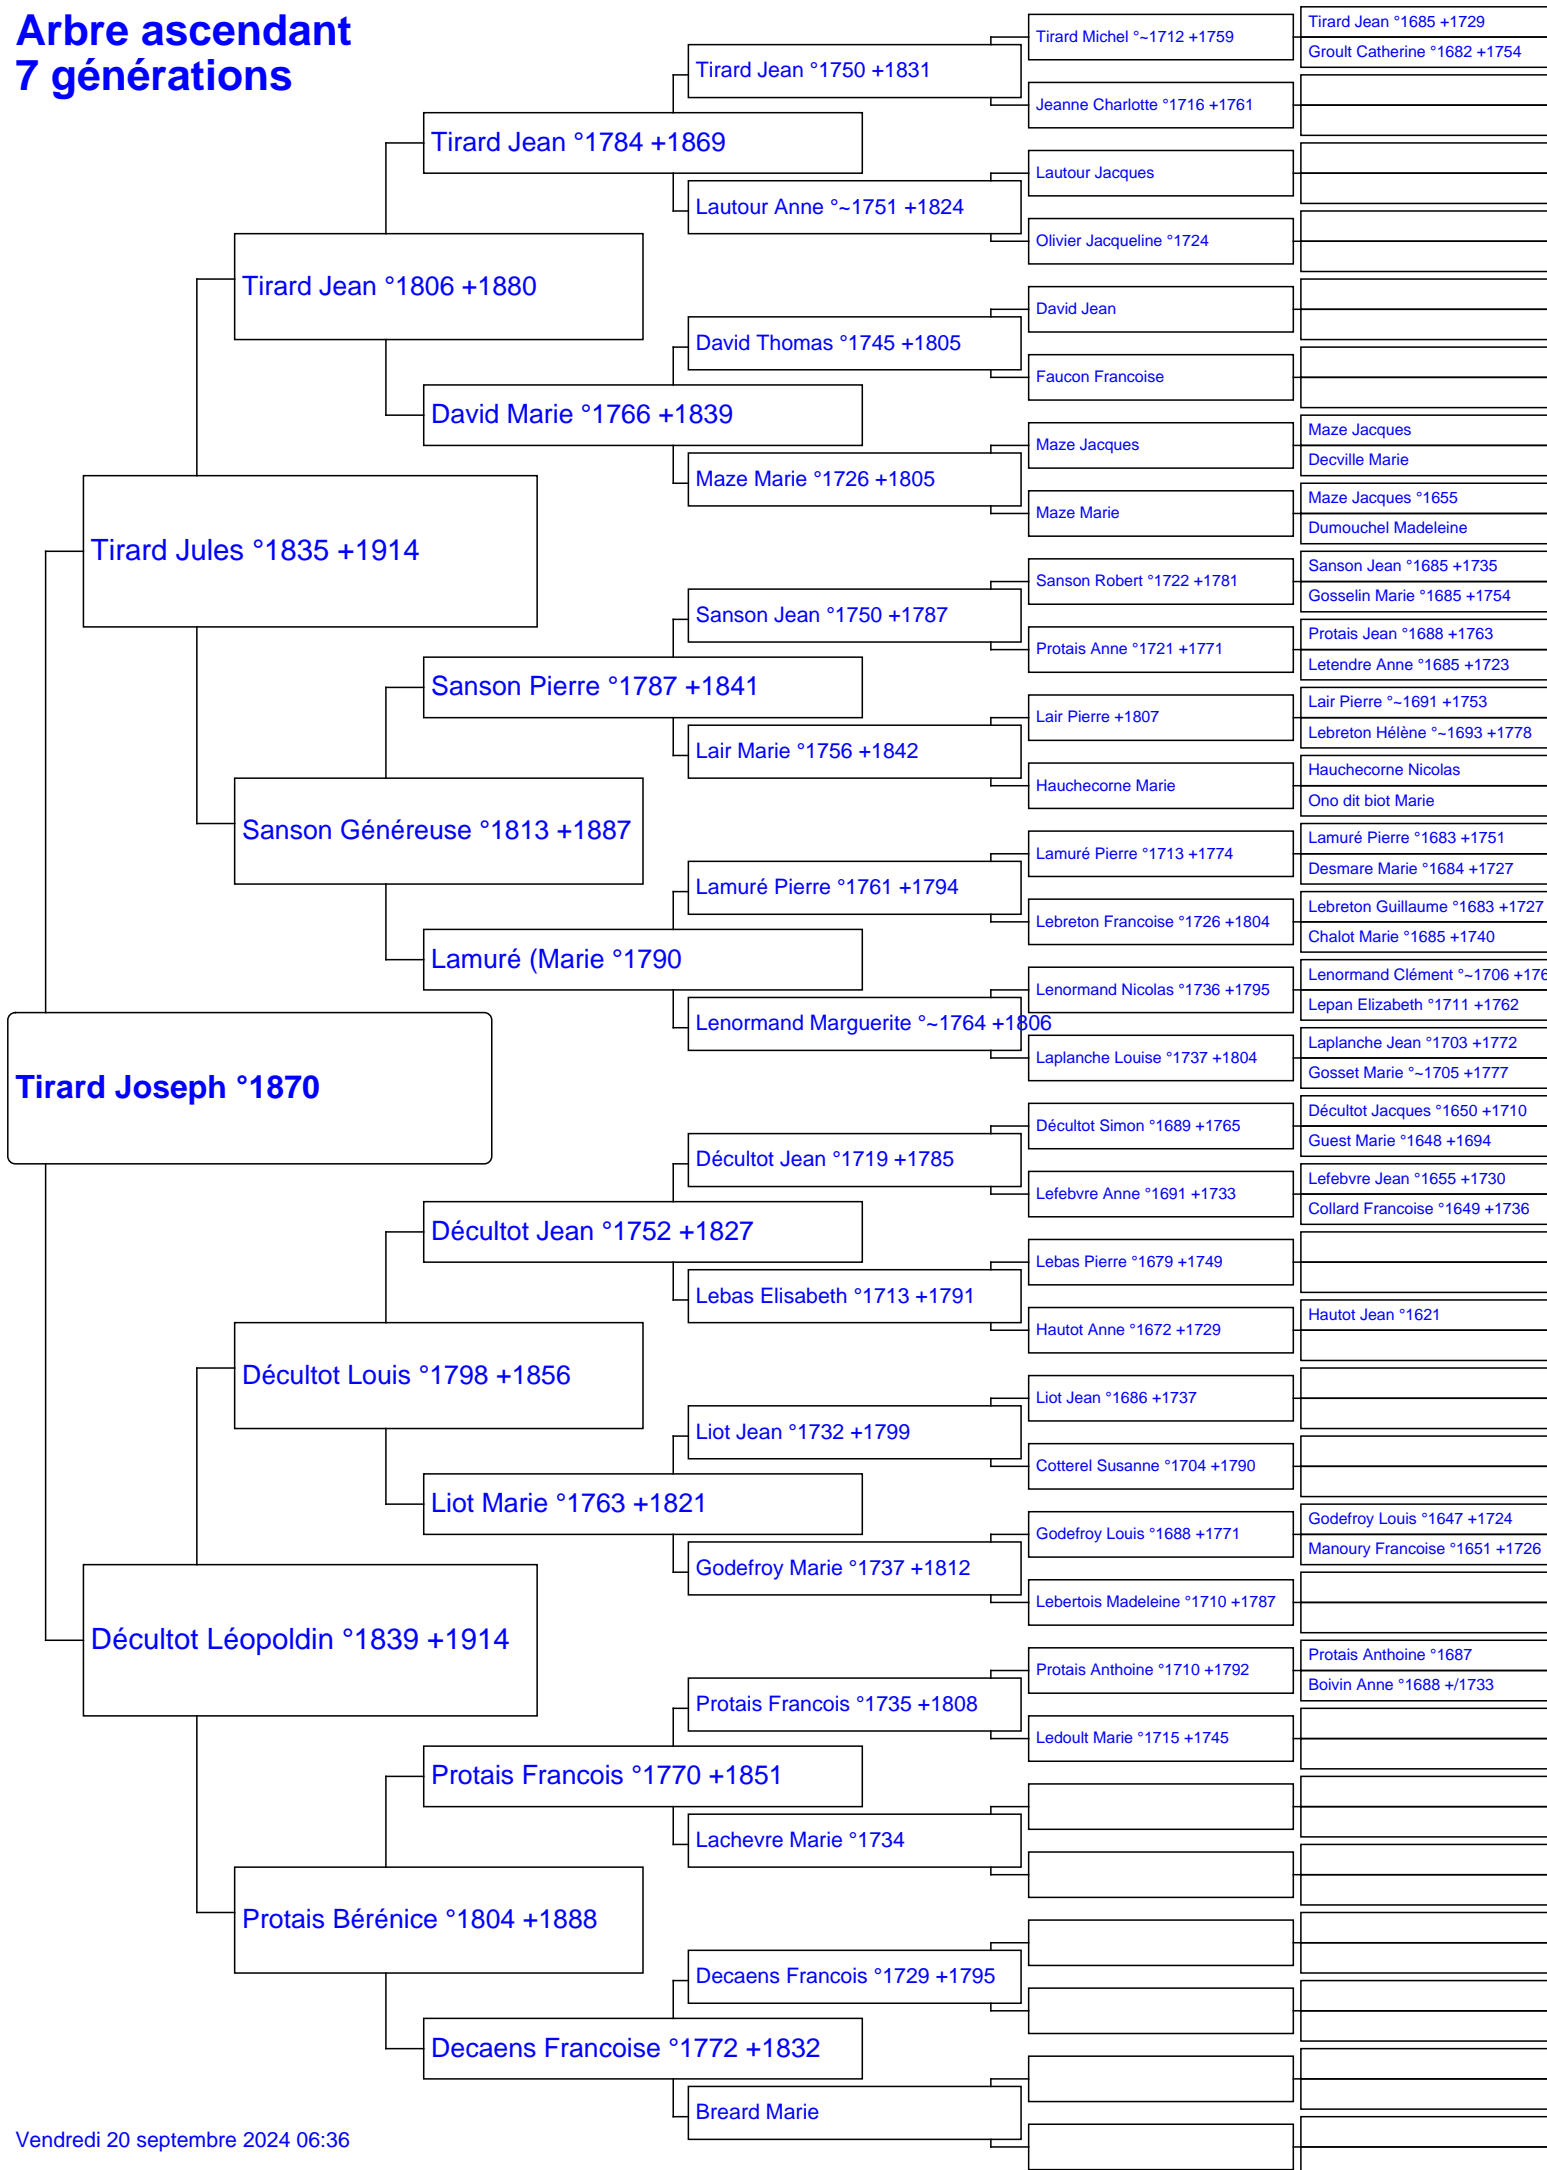 Arbre ascendant
7 générations
Tirard Joseph °1870
Tirard Jules °1835 +1914
Décultot Léopoldin °1839 +1914
Tirard Jean °1806 +1880
Sanson Généreuse °1813 +1887
Décultot Louis °1798 +1856
Protais Bérénice °1804 +1888
Tirard Jean °1784 +1869
David Marie °1766 +1839
Sanson Pierre °1787 +1841
Lamuré (Marie °1790
Décultot Jean °1752 +1827
Liot Marie °1763 +1821
Protais Francois °1770 +1851
Decaens Francoise °1772 +1832
Tirard Jean °1750 +1831
Lautour Anne °~1751 +1824
David Thomas °1745 +1805
Maze Marie °1726 +1805
Sanson Jean °1750 +1787
Lair Marie °1756 +1842
Lamuré Pierre °1761 +1794
Lenormand Marguerite °~1764 +1806
Décultot Jean °1719 +1785
Lebas Elisabeth °1713 +1791
Liot Jean °1732 +1799
Godefroy Marie °1737 +1812
Protais Francois °1735 +1808
Lachevre Marie °1734
Decaens Francois °1729 +1795
Breard Marie
Tirard Michel °~1712 +1759
Jeanne Charlotte °1716 +1761
Lautour Jacques
Olivier Jacqueline °1724
David Jean
Faucon Francoise
Maze Jacques
Maze Marie
Sanson Robert °1722 +1781
Protais Anne °1721 +1771
Lair Pierre +1807
Hauchecorne Marie
Lamuré Pierre °1713 +1774
Lebreton Francoise °1726 +1804
Lenormand Nicolas °1736 +1795
Laplanche Louise °1737 +1804
Décultot Simon °1689 +1765
Lefebvre Anne °1691 +1733
Lebas Pierre °1679 +1749
Hautot Anne °1672 +1729
Liot Jean °1686 +1737
Cotterel Susanne °1704 +1790
Godefroy Louis °1688 +1771
Lebertois Madeleine °1710 +1787
Protais Anthoine °1710 +1792
Ledoult Marie °1715 +1745
Tirard Jean °1685 +1729
Groult Catherine °1682 +1754
Maze Jacques
Decville Marie
Maze Jacques °1655
Dumouchel Madeleine
Sanson Jean °1685 +1735
Gosselin Marie °1685 +1754
Protais Jean °1688 +1763
Letendre Anne °1685 +1723
Lair Pierre °~1691 +1753
Lebreton Hélène °~1693 +1778
Hauchecorne Nicolas
Ono dit biot Marie
Lamuré Pierre °1683 +1751
Desmare Marie °1684 +1727
Lebreton Guillaume °1683 +1727
Chalot Marie °1685 +1740
Lenormand Clément °~1706 +176
Lepan Elizabeth °1711 +1762
Laplanche Jean °1703 +1772
Gosset Marie °~1705 +1777
Décultot Jacques °1650 +1710
Guest Marie °1648 +1694
Lefebvre Jean °1655 +1730
Collard Francoise °1649 +1736
Hautot Jean °1621
Godefroy Louis °1647 +1724
Manoury Francoise °1651 +1726
Protais Anthoine °1687
Boivin Anne °1688 +/1733
Vendredi 20 septembre 2024 06:36